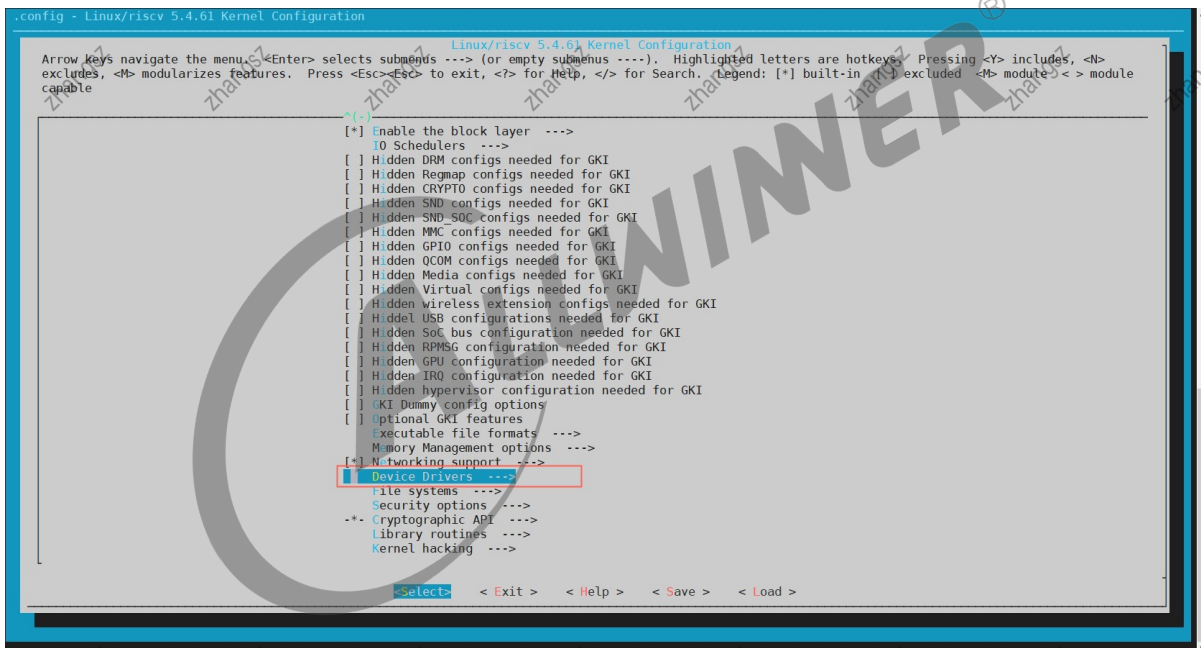 .config - Linux/riscv 5.4.61 Kernel Configuration
Linux/riscv 5.4.61 Kernel Configuration
Arrow keys navigate the menu. <Enter> selects submenus ---> (or empty submenus ----). Highlighted letters are hotkeys. Pressing <Y> includes, <N>
excludes, <M> modularizes features. Press <Esc><Esc> to exit, <?> for Help, </> for Search. Legend: [*] built-in [ ] excluded <M> module < > module
capable
^(-)
[*] Enable the block layer --->
IO Schedulers --->
[ ] Hidden DRM configs needed for GKI
[ ] Hidden Regmap configs needed for GKI
[ ] Hidden CRYPTO configs needed for GKI
[ ] Hidden SND configs needed for GKI
[ ] Hidden SND_SOC configs needed for GKI
[ ] Hidden MMC configs needed for GKI
[ ] Hidden GPIO configs needed for GKI
[ ] Hidden QCOM configs needed for GKI
[ ] Hidden Media configs needed for GKI
[ ] Hidden Virtual configs needed for GKI
[ ] Hidden wireless extension configs needed for GKI
[ ] Hiddel USB configurations needed for GKI
[ ] Hidden SoC bus configuration needed for GKI
[ ] Hidden RPMSG configuration needed for GKI
[ ] Hidden GPU configuration needed for GKI
[ ] Hidden IRQ configuration needed for GKI
[ ] Hidden hypervisor configuration needed for GKI
[ ] GKI Dummy config options
[ ] Optional GKI features
Executable file formats --->
Memory Management options --->
[*] Networking support --->
Device Drivers --->
File systems --->
Security options --->
-*- Cryptographic API --->
Library routines --->
Kernel hacking --->
<Select> < Exit > < Help > < Save > < Load >
ALLWINNER®
zhangsz
zhangsz
zhangsz
zhangsz
zhangsz
zhangsz
zhangsz